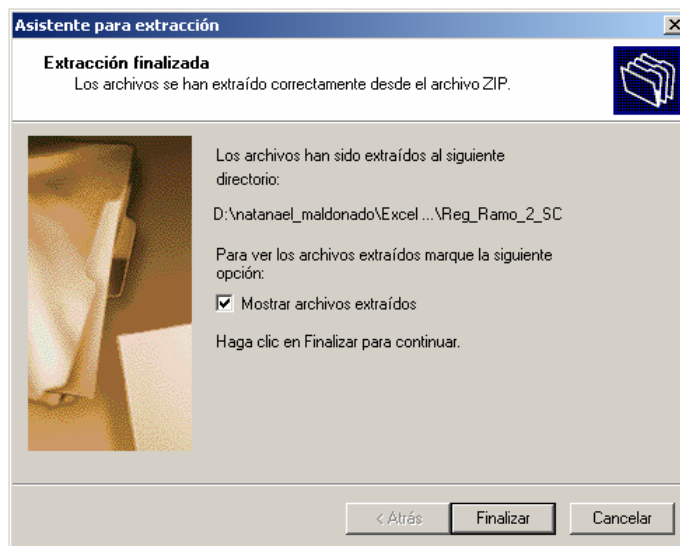 Asistente para extracción
Extracción finalizada
Los archivos se han extraído correctamente desde el archivo ZIP.
Los archivos han sido extraídos al siguiente
directorio:
D:\natanael_maldonado\Excel ...\Reg_Ramo_2_SC
Para ver los archivos extraídos marque la siguiente
opción:
Mostrar archivos extraídos
Haga clic en Finalizar para continuar.
< Atrás
Finalizar
Cancelar